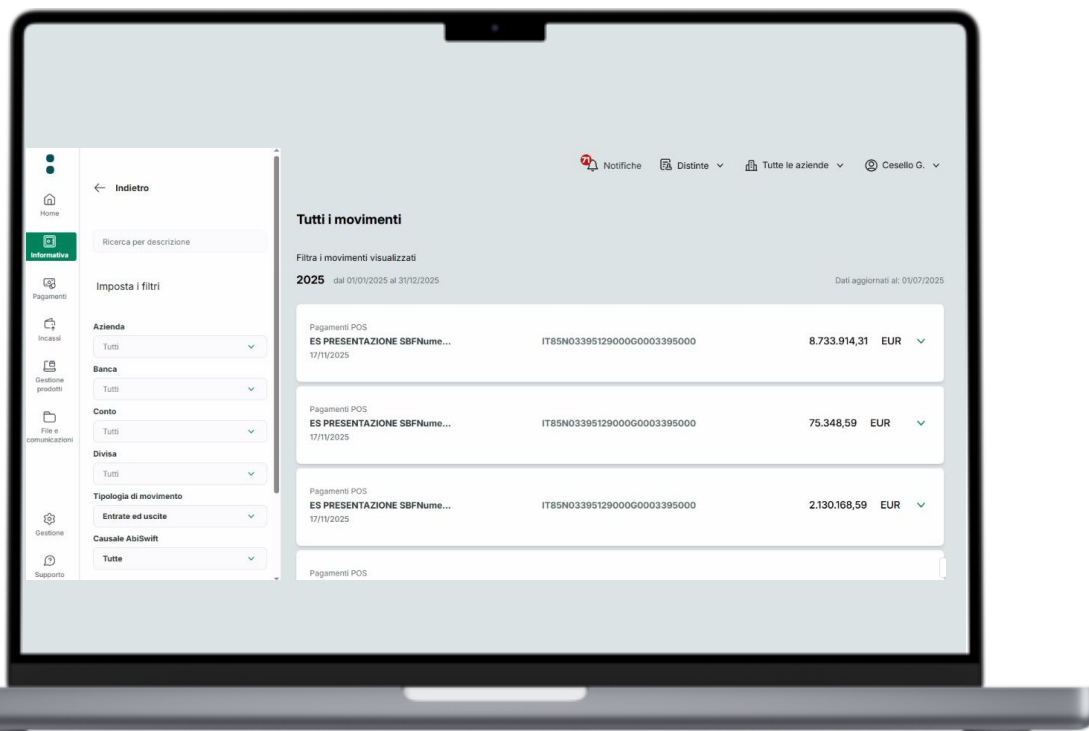 71
Notifiche
Distinte
Tutte le aziende
Cesello G.
Home
Informativa
Pagamenti
Incassi
Gestione
prodotti
File e
comunicazioni
Gestione
Supporto
Indietro
Ricerca per descrizione
Imposta i filtri
Azienda
Tutti
Banca
Tutti
Conto
Tutti
Divisa
Tutti
Tipologia di movimento
Entrate ed uscite
Causale AbiSwift
Tutte
Tutti i movimenti
Filtra i movimenti visualizzati
2025 dal 01/01/2025 al 31/12/2025
Dati aggiornati al: 01/07/2025
Pagamenti POS
ES PRESENTAZIONE SBFNume... IT85N03395129000G0003395000 8.733.914,31 EUR
17/11/2025
Pagamenti POS
ES PRESENTAZIONE SBFNume... IT85N03395129000G0003395000 75.348,59 EUR
17/11/2025
Pagamenti POS
ES PRESENTAZIONE SBFNume... IT85N03395129000G0003395000 2.130.168,59 EUR
17/11/2025
Pagamenti POS